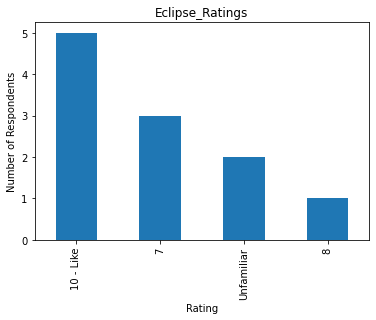 Eclipse_Ratings
Number of Respondents
5
4
3
2
1
0
10 - Like
7
Unfamiliar
8
Rating